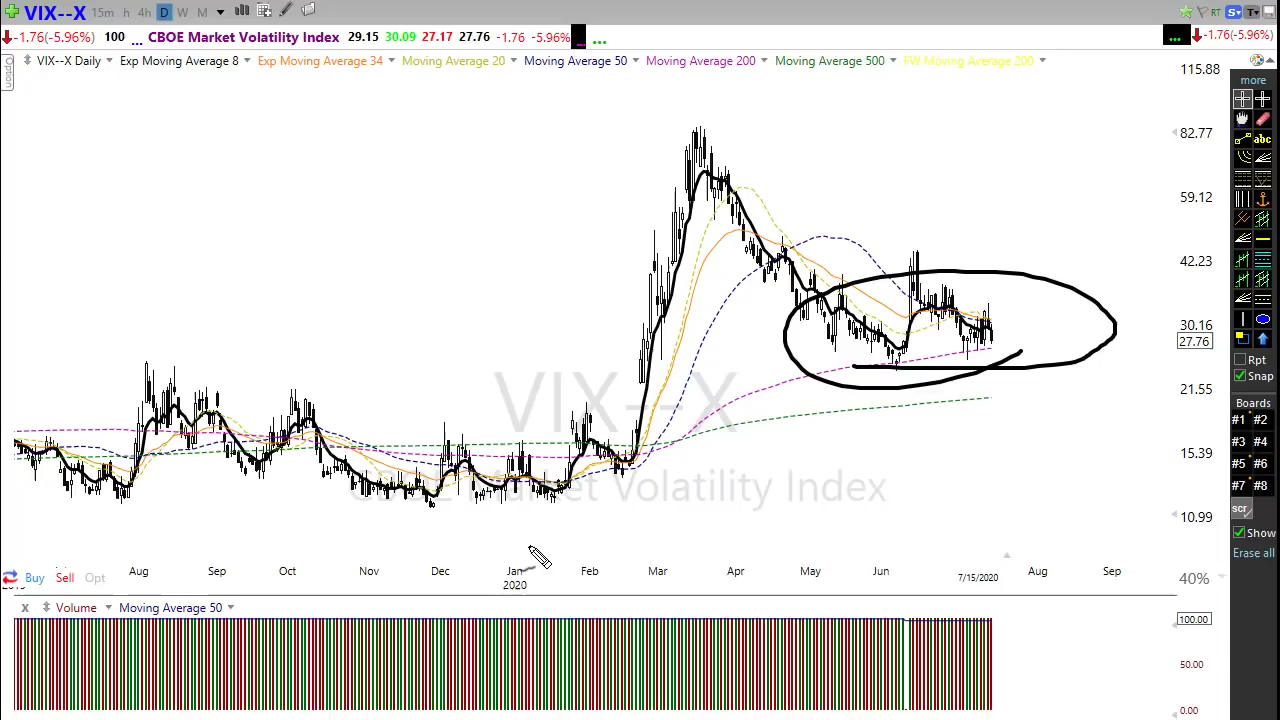 VIX--X 15m h 4h D W M RT S T
-1.76(-5.96%) 100 ... CBOE Market Volatility Index 29.15 30.09 27.17 27.76 -1.76 -5.96% ... ... -1.76(-5.96%)
Option
VIX--X Daily Exp Moving Average 8 Exp Moving Average 34 Moving Average 20 Moving Average 50 Moving Average 200 Moving Average 500 FW Moving Average 200
115.88
82.77
59.12
42.23
30.16
27.76
21.55
15.39
10.99
VIX--X
CBOE Market Volatility Index
Aug Sep Oct Nov Dec Jan Feb Mar Apr May Jun 7/15/2020 Aug Sep
2020
Buy Sell Opt
40%
x Volume Moving Average 50
100.00
50.00
0.00
more
abc
Rpt
Snap
Boards
#1 #2
#3 #4
#5 #6
#7 #8
scr
Show
Erase all